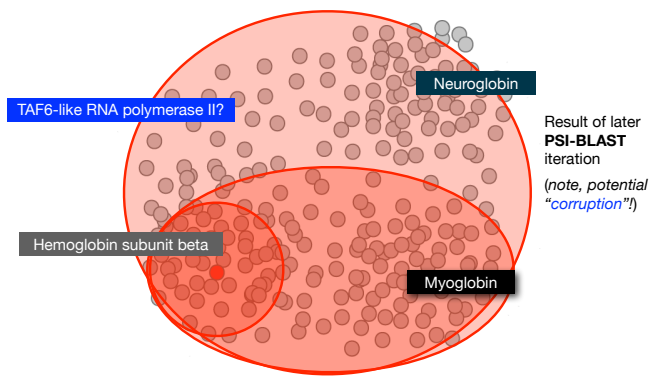 Neuroglobin
TAF6-like RNA polymerase II?
Result of later
PSI-BLAST
iteration
(note, potential
“corruption”!)
Hemoglobin subunit beta
Myoglobin